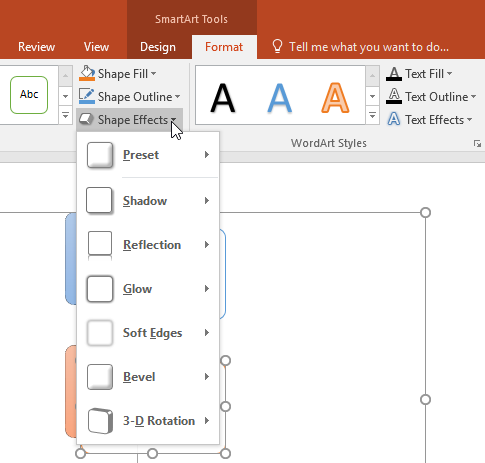 SmartArt Tools
Review View Design Format Tell me what you want to do...
Abc
Shape Fill
Shape Outline
Shape Effects
A A A
Text Fill
Text Outline
Text Effects
WordArt Styles
Preset
Shadow
Reflection
Glow
Soft Edges
Bevel
3-D Rotation